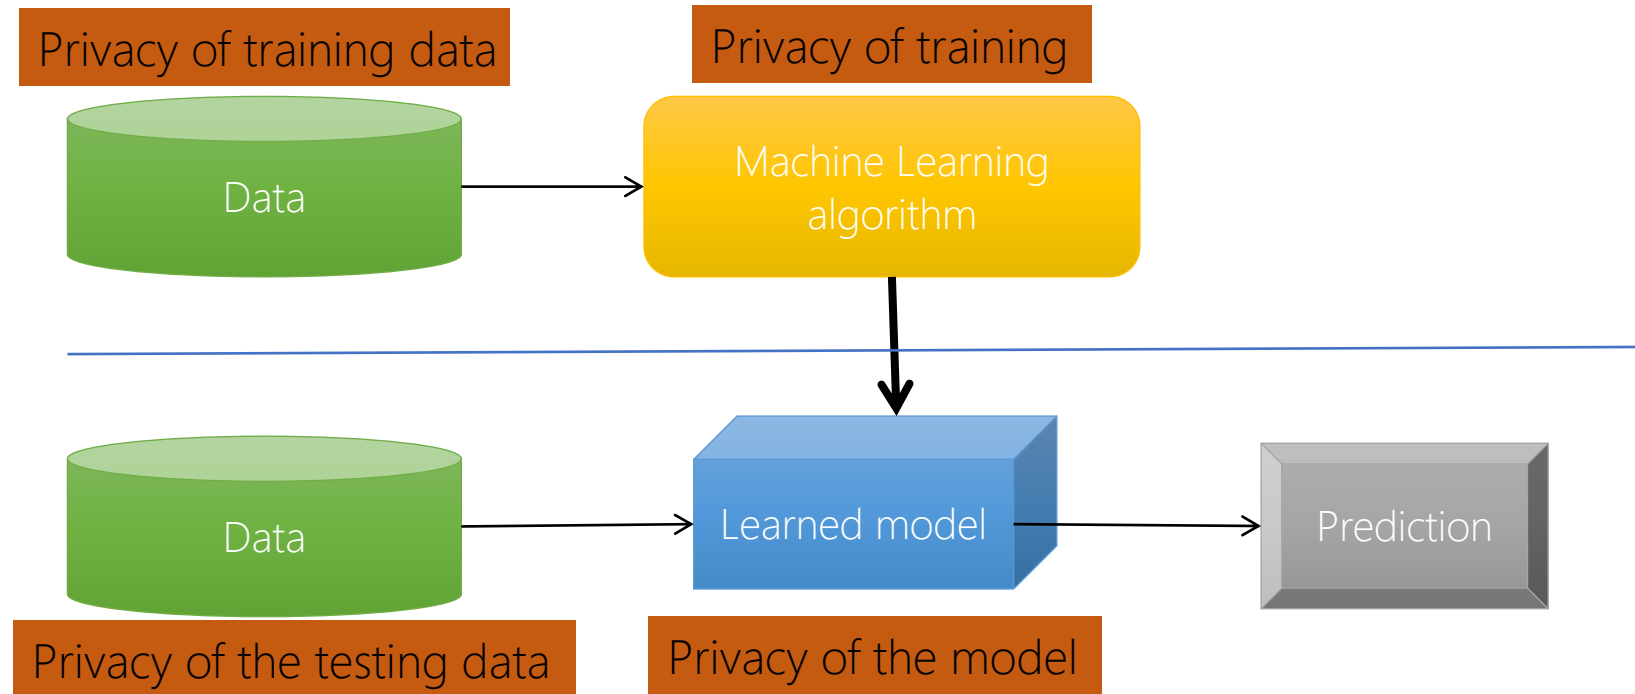 Privacy of training data
Privacy of training
Data
Machine Learning
algorithm
Data
Learned model
Prediction
Privacy of the testing data
Privacy of the model